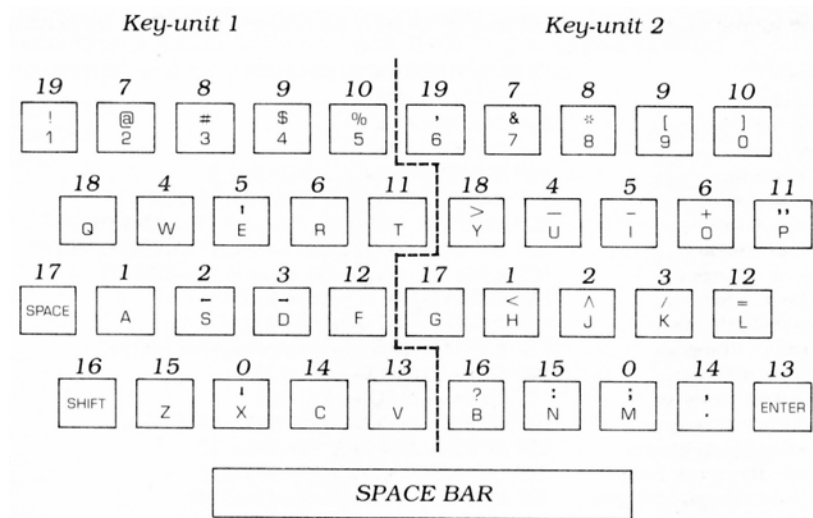 Key-unit 1 Key-unit 2
19 7 8 9 10 19 7 8 9 10
! @ # $ % ' & * [ ]
1 2 3 4 5 6 7 8 9 0
18 4 5 6 11 18 4 5 6 11
Q W E R T > Y — U - I + O " P
17 1 2 3 12 17 1 2 3 12
SPACE A S D F G < H ^ J / K = L
16 15 0 14 13 16 15 0 14 13
SHIFT Z X C V ? B : N ; M , . ENTER
SPACE BAR